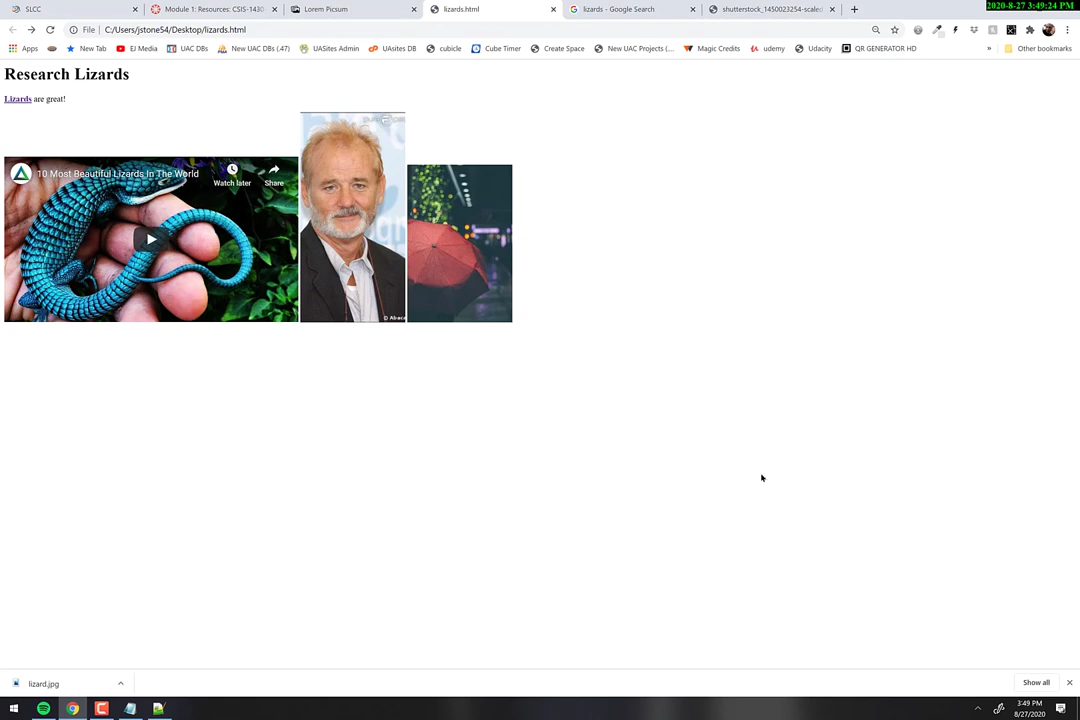 SLCC
Module 1: Resources: CSIS-1430
Lorem Picsum
lizards.html
lizards - Google Search
shutterstock_1450023254-scaled
2020-8-27 3:49:24 PM
File | C:/Users/jstone54/Desktop/lizards.html
Apps
New Tab
EJ Media
UAC DBs
New UAC DBs (.47)
UASites Admin
UAsites DB
cubicle
Cube Timer
Create Space
New UAC Projects (...
Magic Credits
udemy
Udacity
QR GENERATOR HD
»
Other bookmarks
Research Lizards
Lizards are great!
10 Most Beautiful Lizards In The World
Watch later
Share
© Abaca
lizard.jpg
Show all
3:49 PM
8/27/2020